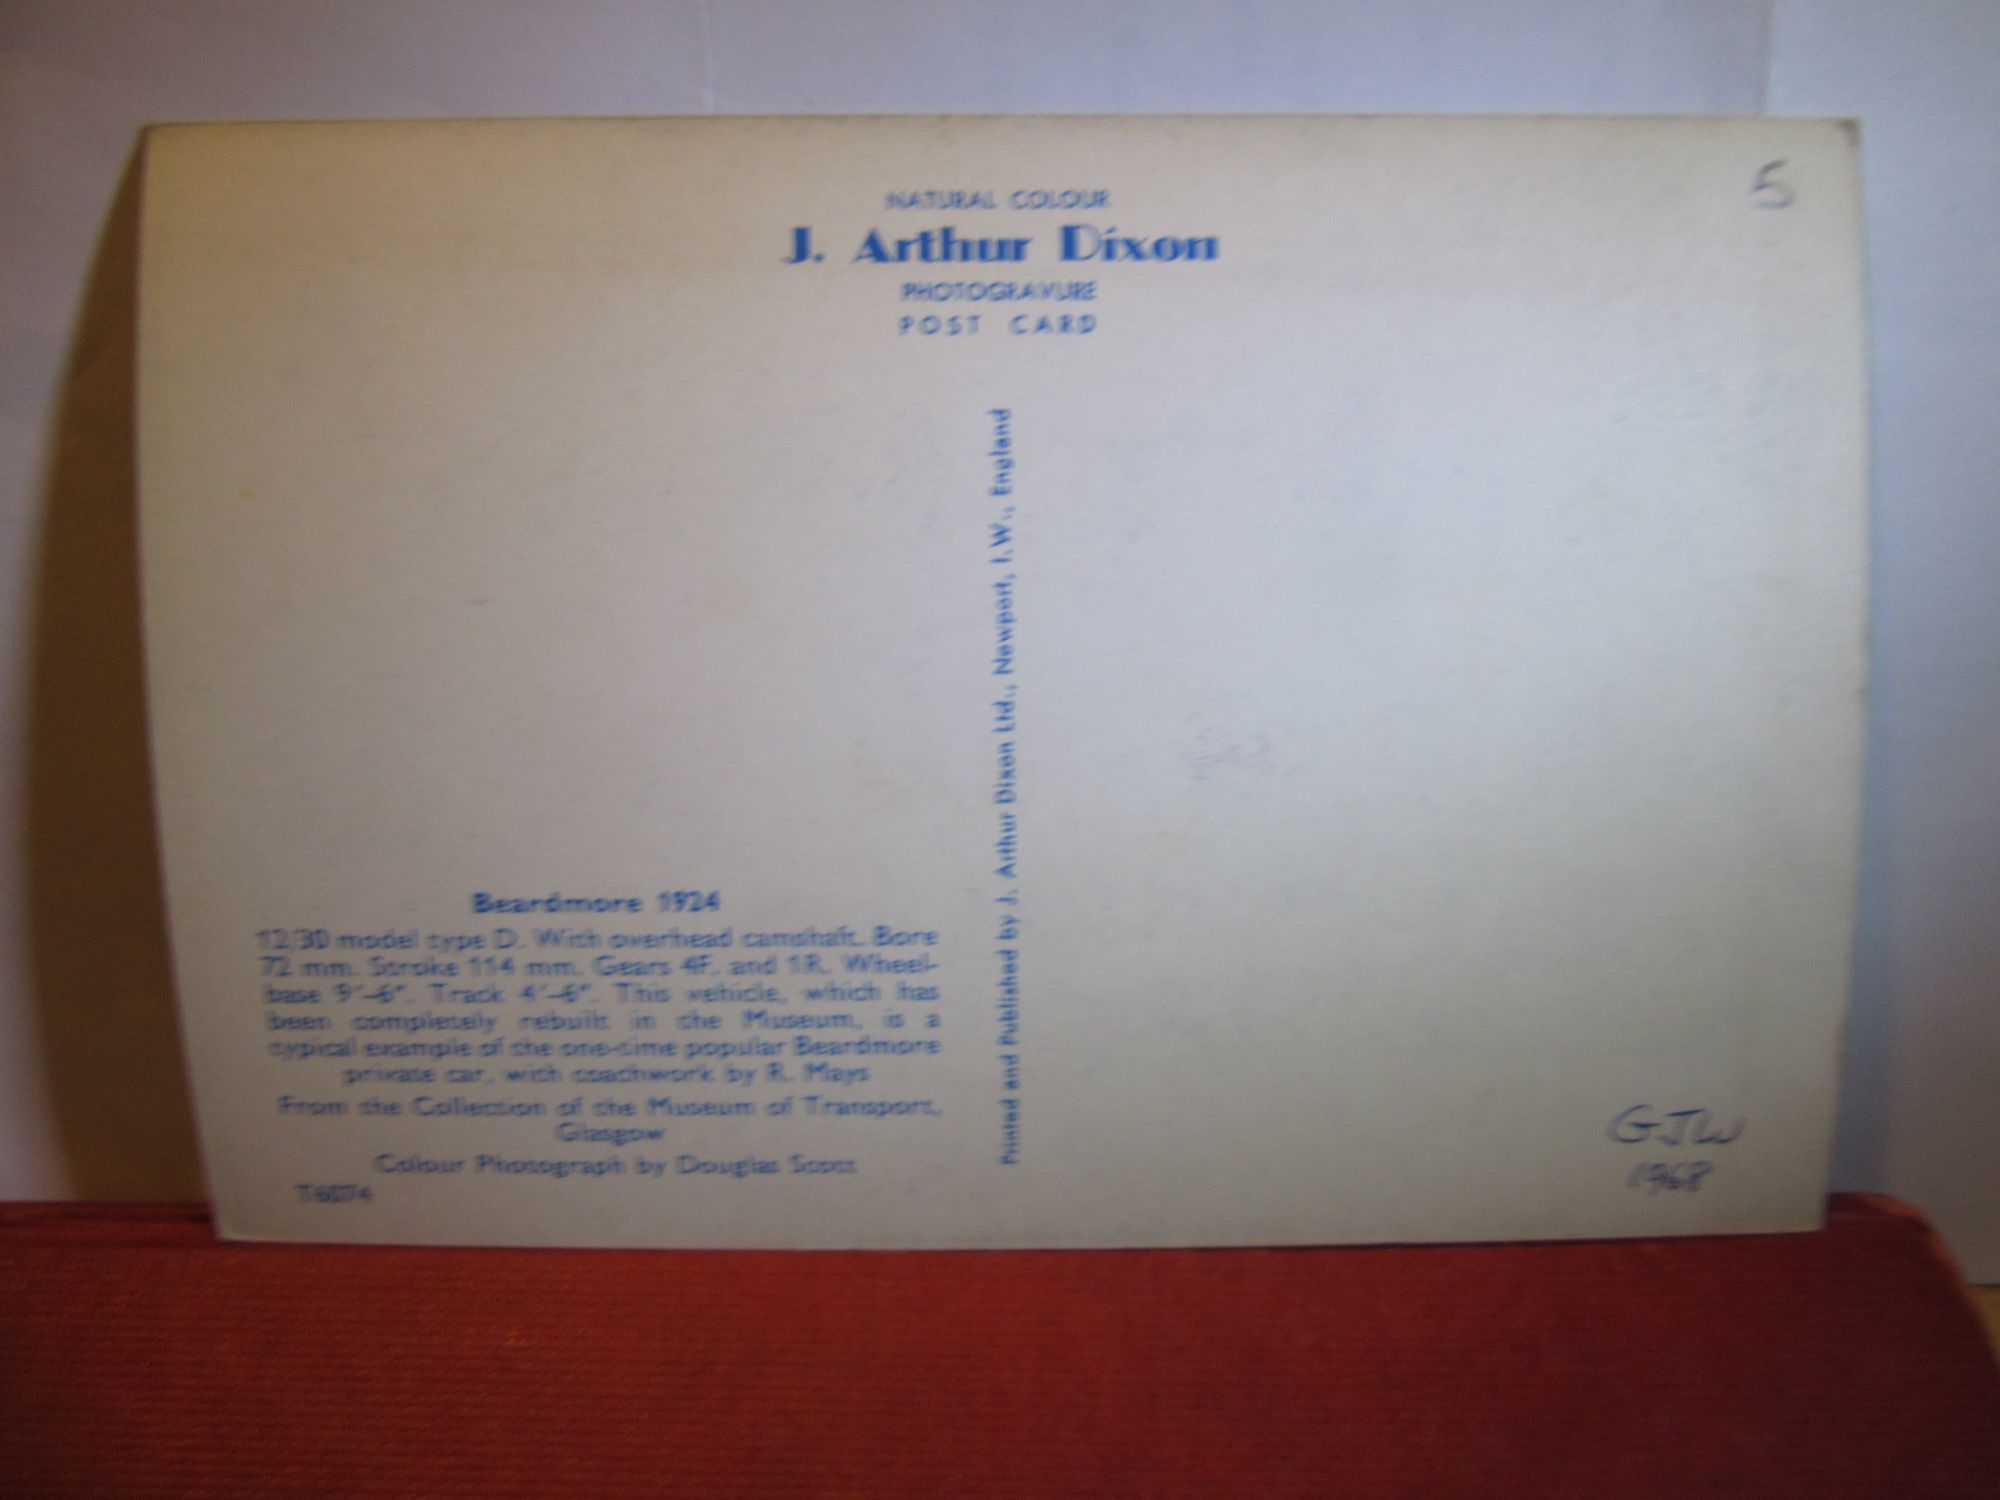 5
NATURAL COLOUR
J. Arthur Dixon
PHOTOGRAVURE
POST CARD
Printed and Published by J. Arthur Dixon Ltd., Newport, I.W., England
Beardmore 1924
12/30 model type D. With overhead camshaft. Bore
72 mm. Stroke 114 mm. Gears 4F. and 1R. Wheel-
base 9'-6". Track 4'-6". This vehicle, which has
been completely rebuilt in the Museum, is a
typical example of the one-time popular Beardmore
private car, with coachwork by R. Mays
From the Collection of the Museum of Transport,
Glasgow
Colour Photograph by Douglas Scott
T6074
GJW
1968